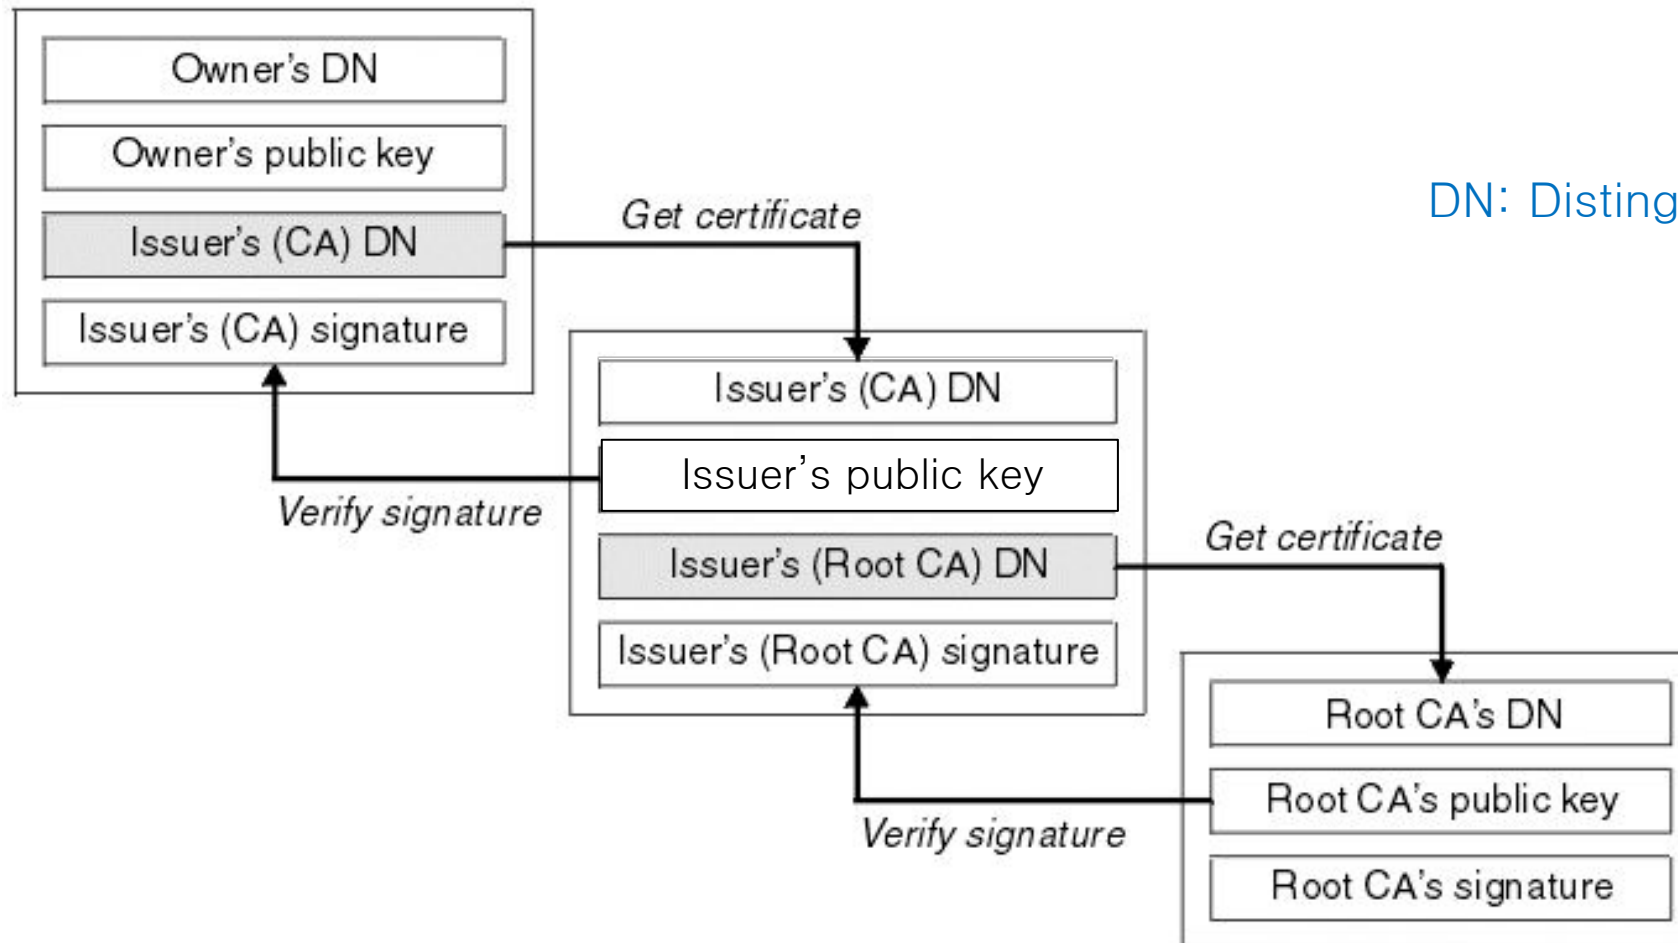 Owner's DN
Owner's public key
Issuer's (CA) DN
Issuer's (CA) signature
Get certificate
DN: Disting
Issuer's (CA) DN
Issuer’s public key
Issuer's (Root CA) DN
Issuer's (Root CA) signature
Verify signature
Get certificate
Root CA's DN
Root CA's public key
Root CA's signature
Verify signature